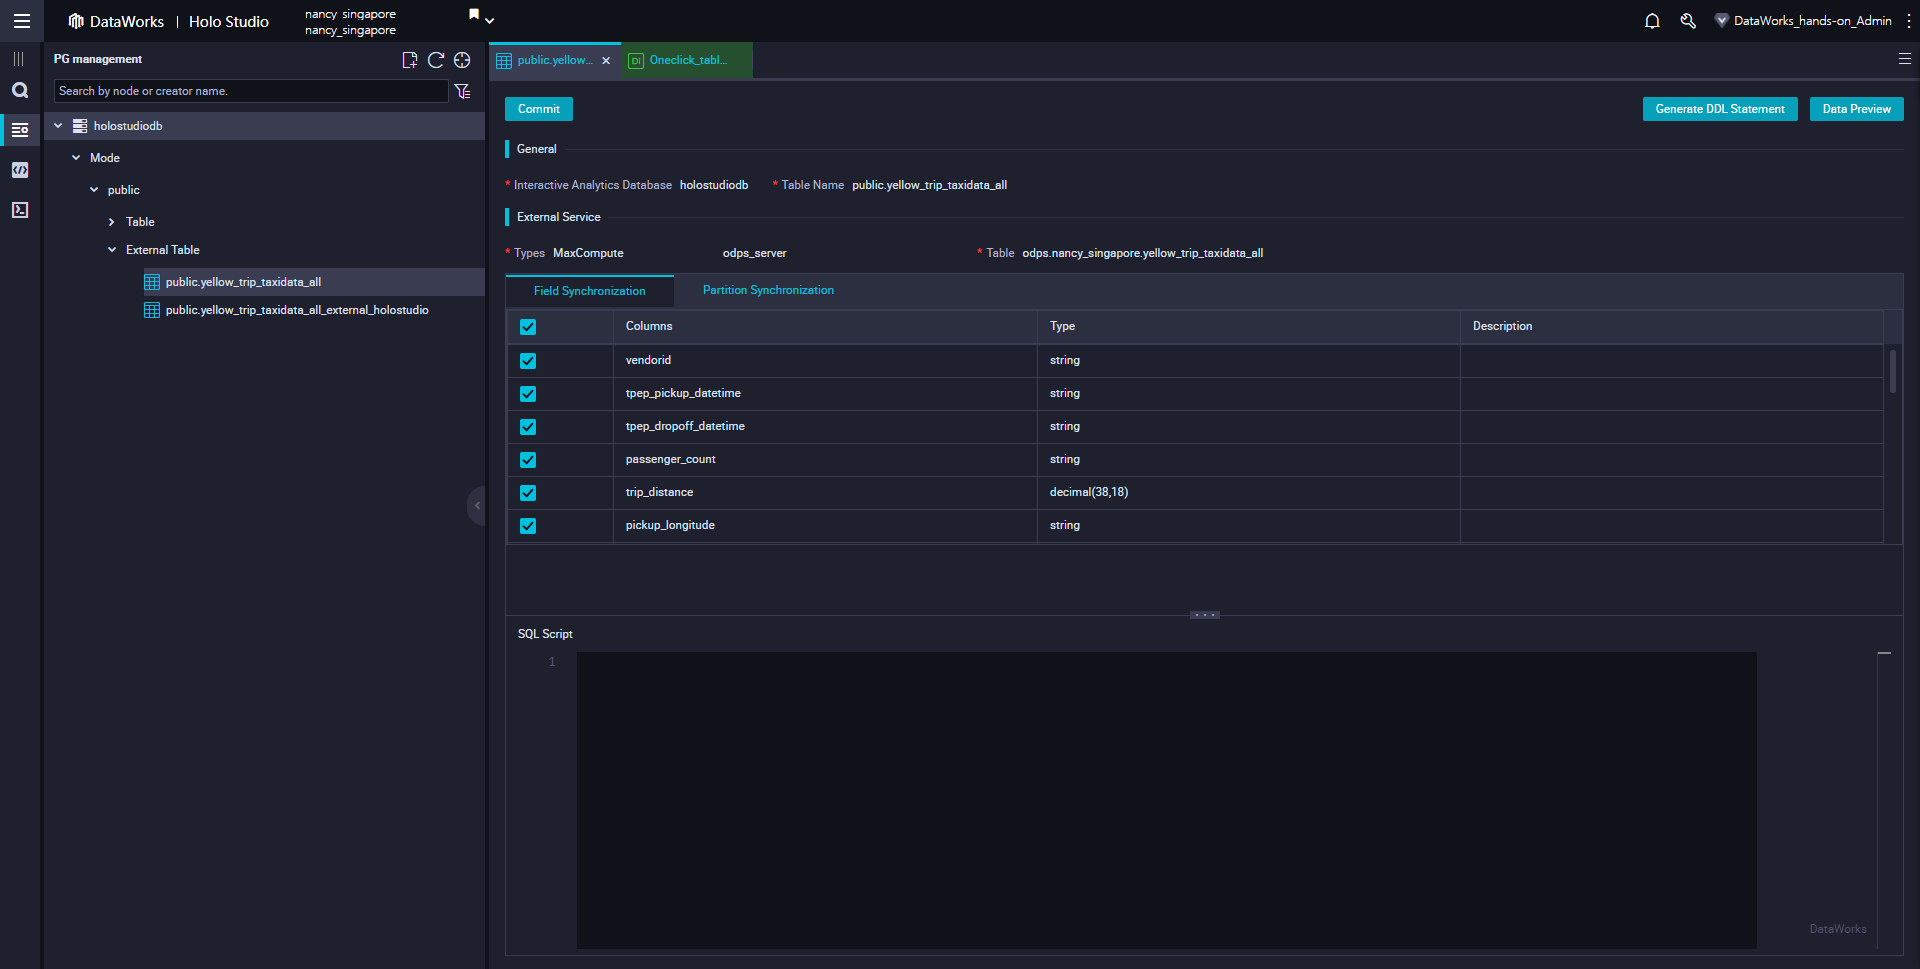 DataWorks | Holo Studio
nancy_singapore
nancy_singapore
DataWorks_hands-on_Admin
PG management
Search by node or creator name.
holostudiodb
Mode
public
Table
External Table
public.yellow_trip_taxidata_all
public.yellow_trip_taxidata_all_external_holostudio
public.yellow...
Di Oneclick_tabl...
Commit
Generate DDL Statement
Data Preview
General
* Interactive Analytics Database holostudiodb * Table Name public.yellow_trip_taxidata_all
External Service
* Types MaxCompute odps_server * Table odps.nancy_singapore.yellow_trip_taxidata_all
Field Synchronization Partition Synchronization
Columns Type Description
vendorid string
tpep_pickup_datetime string
tpep_dropoff_datetime string
passenger_count string
trip_distance decimal(38,18)
pickup_longitude string
SQL Script
1
DataWorks